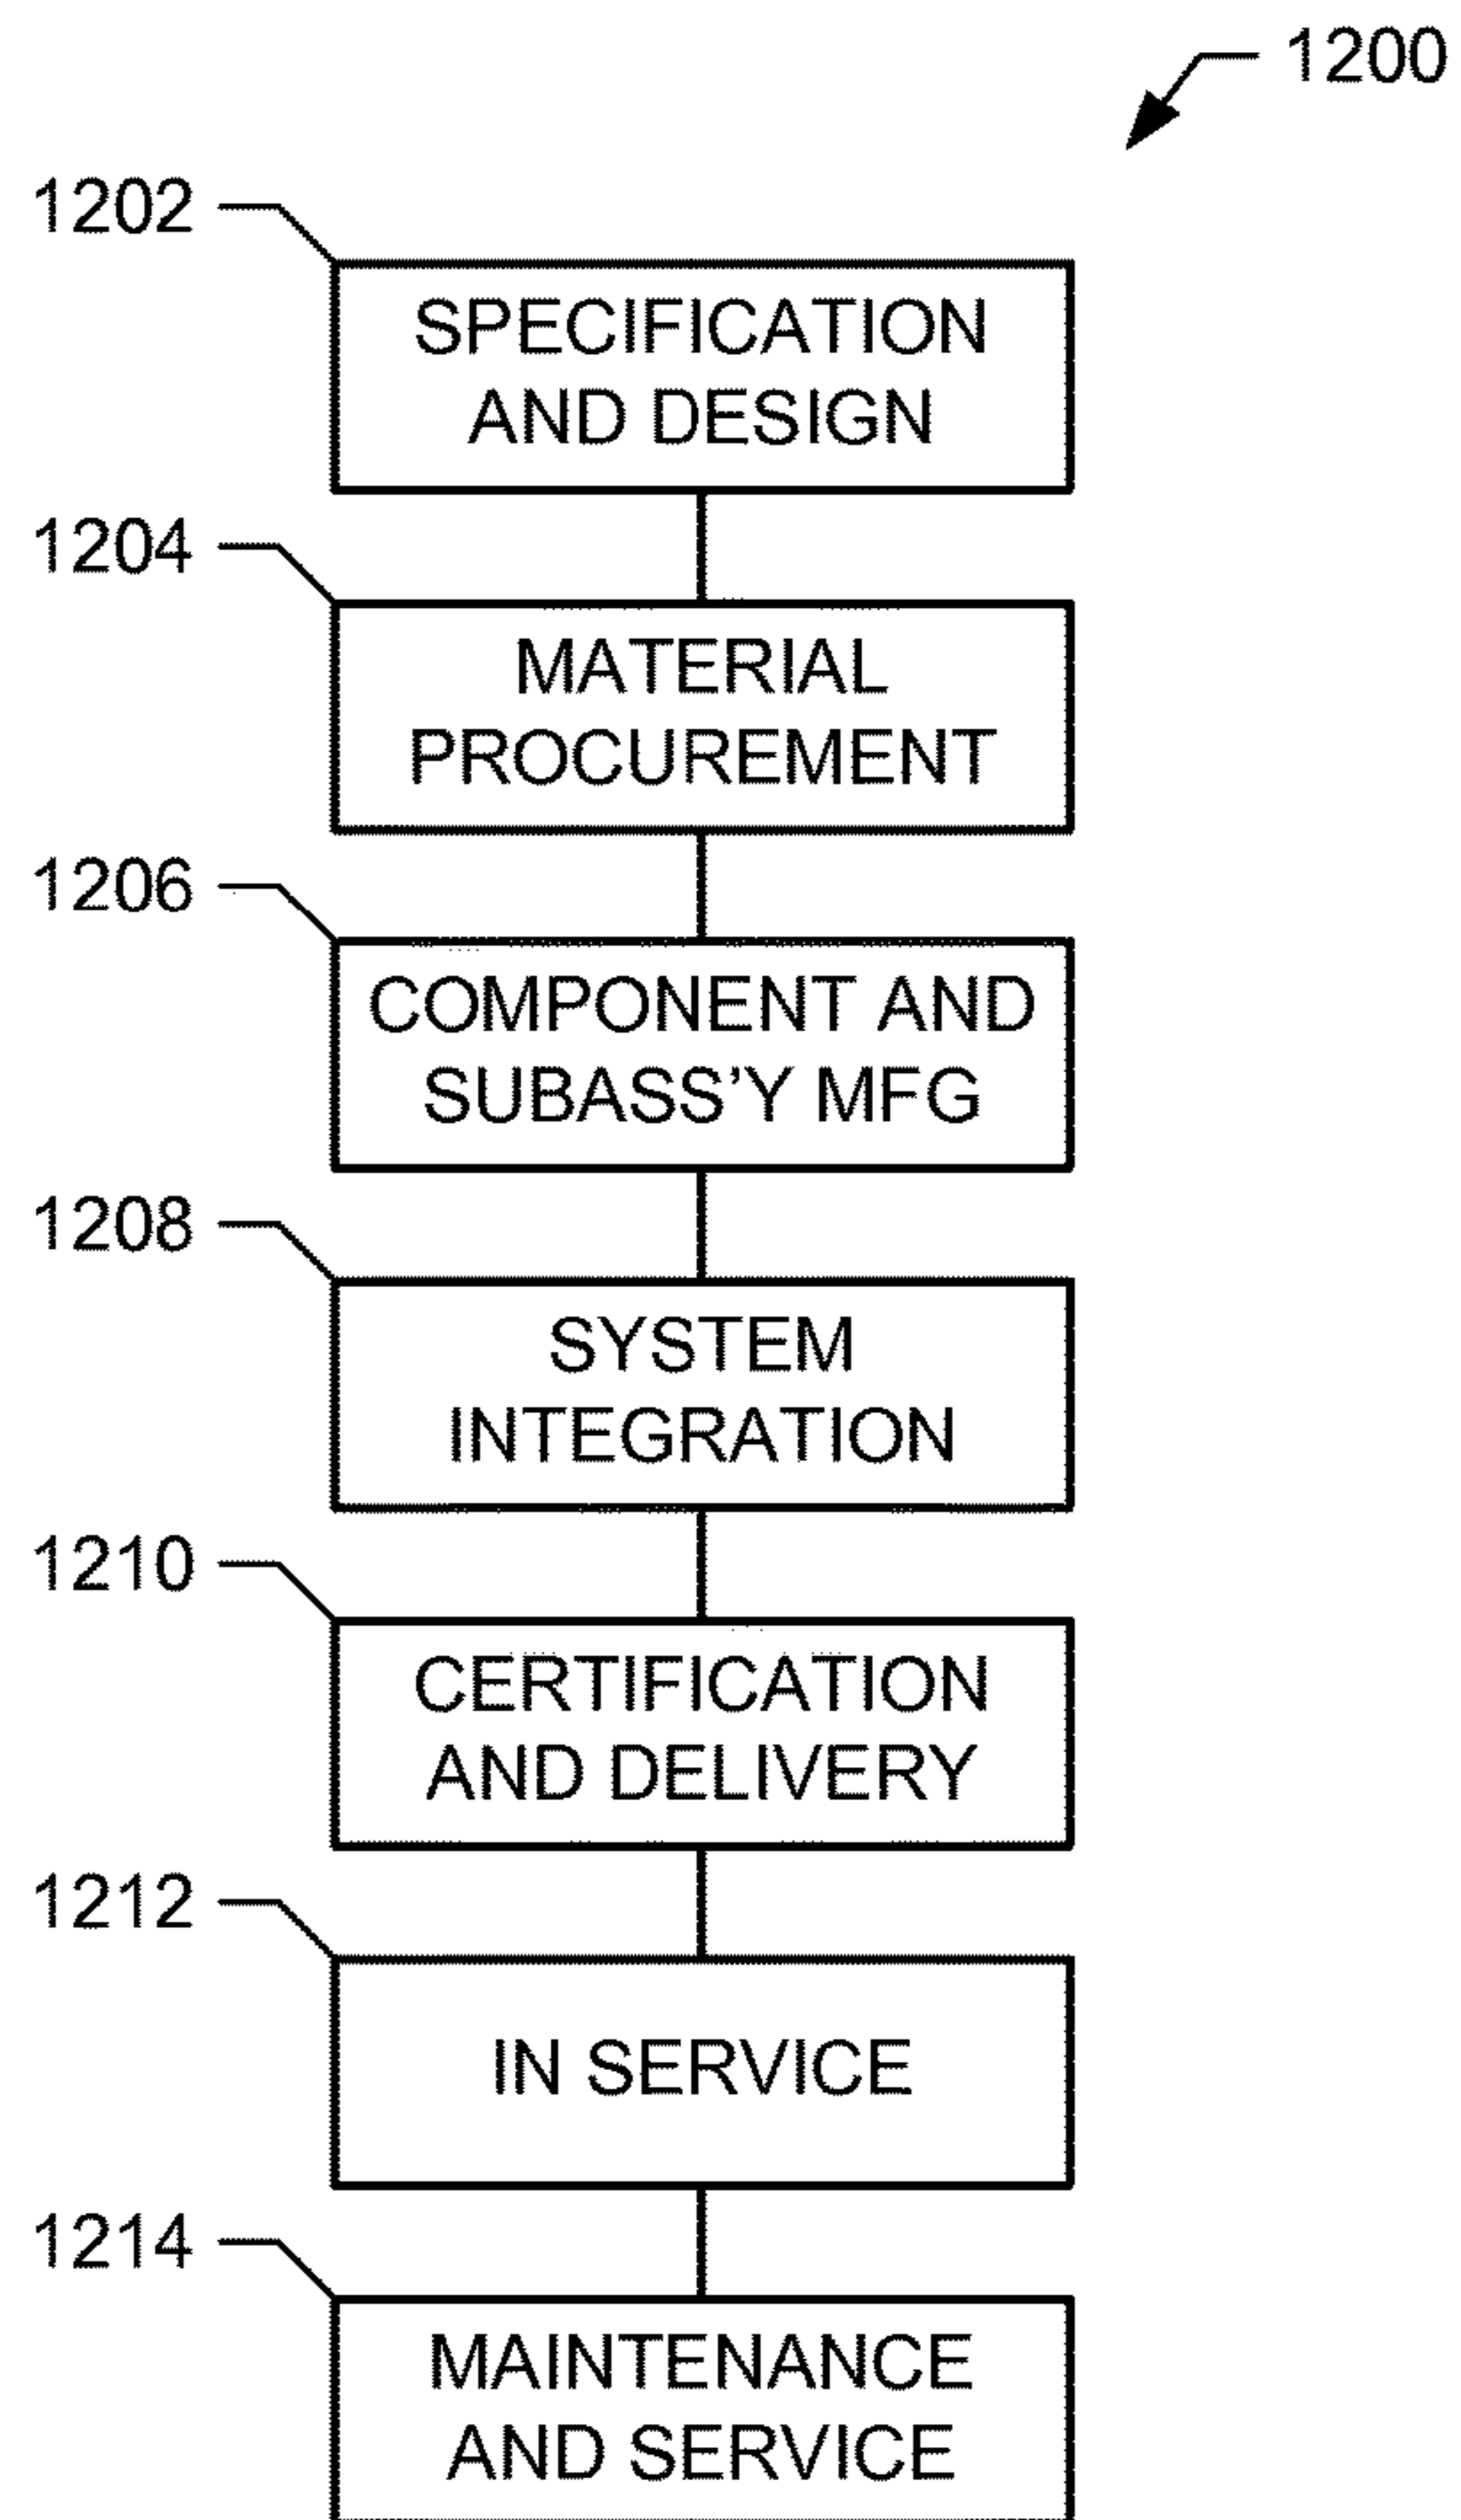 1200
1202
SPECIFICATION
AND DESIGN
1204
MATERIAL
PROCUREMENT
1206
COMPONENT AND
SUBASS’Y MFG
1208
SYSTEM
INTEGRATION
1210
CERTIFICATION
AND DELIVERY
1212
IN SERVICE
1214
MAINTENANCE
AND SERVICE